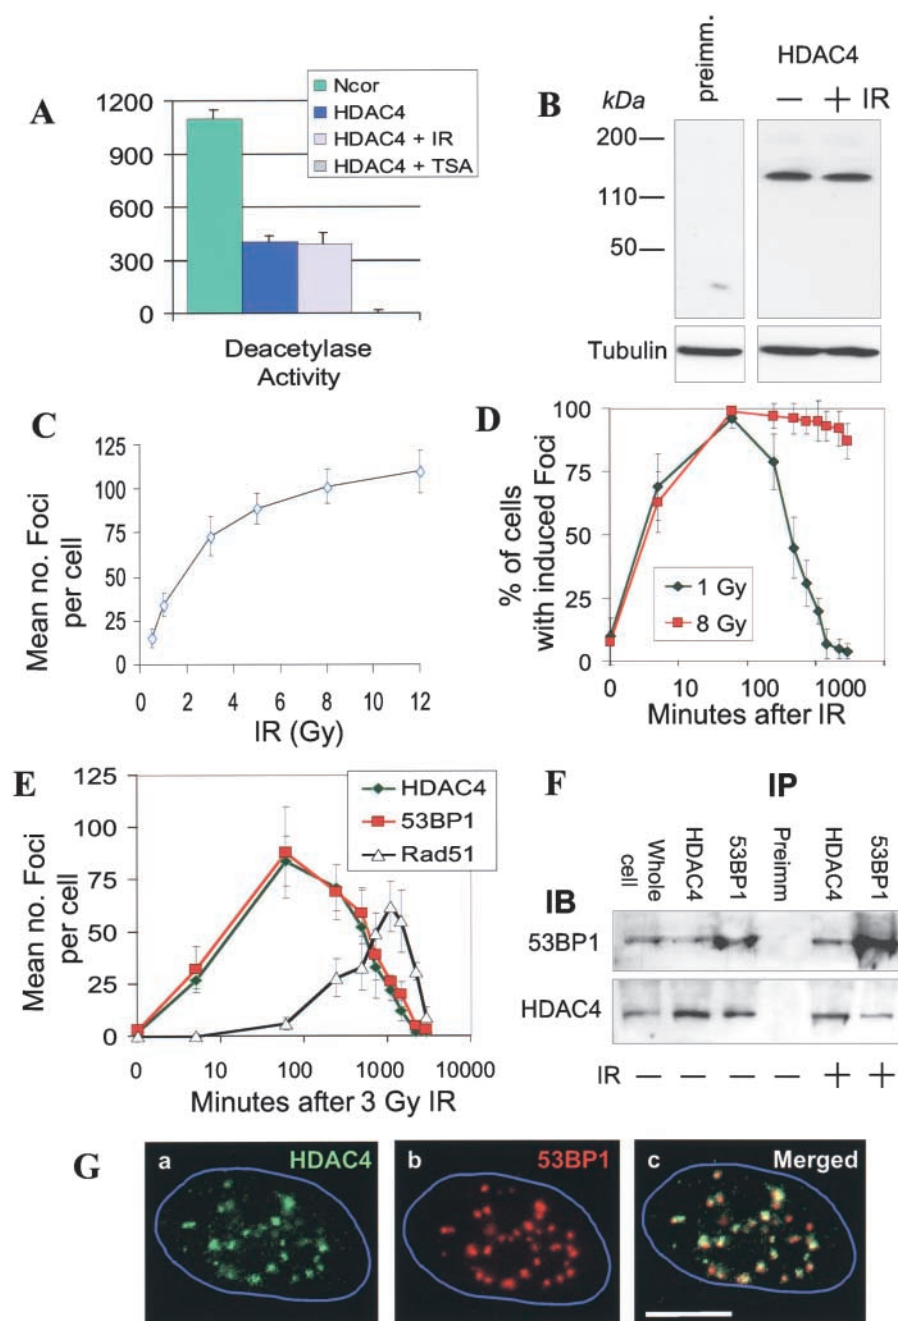 A
1200
900
600
300
0
Ncor
HDAC4
HDAC4 + IR
HDAC4 + TSA
Deacetylase
Activity
B
kDa
preimm.
HDAC4
— + IR
200
110
50
Tubulin
C
Mean no. Foci
per cell
125
100
75
50
25
0
0 2 4 6 8 10 12
IR (Gy)
D
% of cells
with induced Foci
100
75
50
25
0
1 Gy
8 Gy
0 10 100 1000
Minutes after IR
E
Mean no. Foci
per cell
125
100
75
50
25
0
HDAC4
53BP1
Rad51
0 10 100 1000 10000
Minutes after 3 Gy IR
F
IP
Whole
cell
HDAC4
53BP1
Preimm
HDAC4
53BP1
IB
53BP1
HDAC4
IR — — — — + +
G
a HDAC4
b 53BP1
c Merged